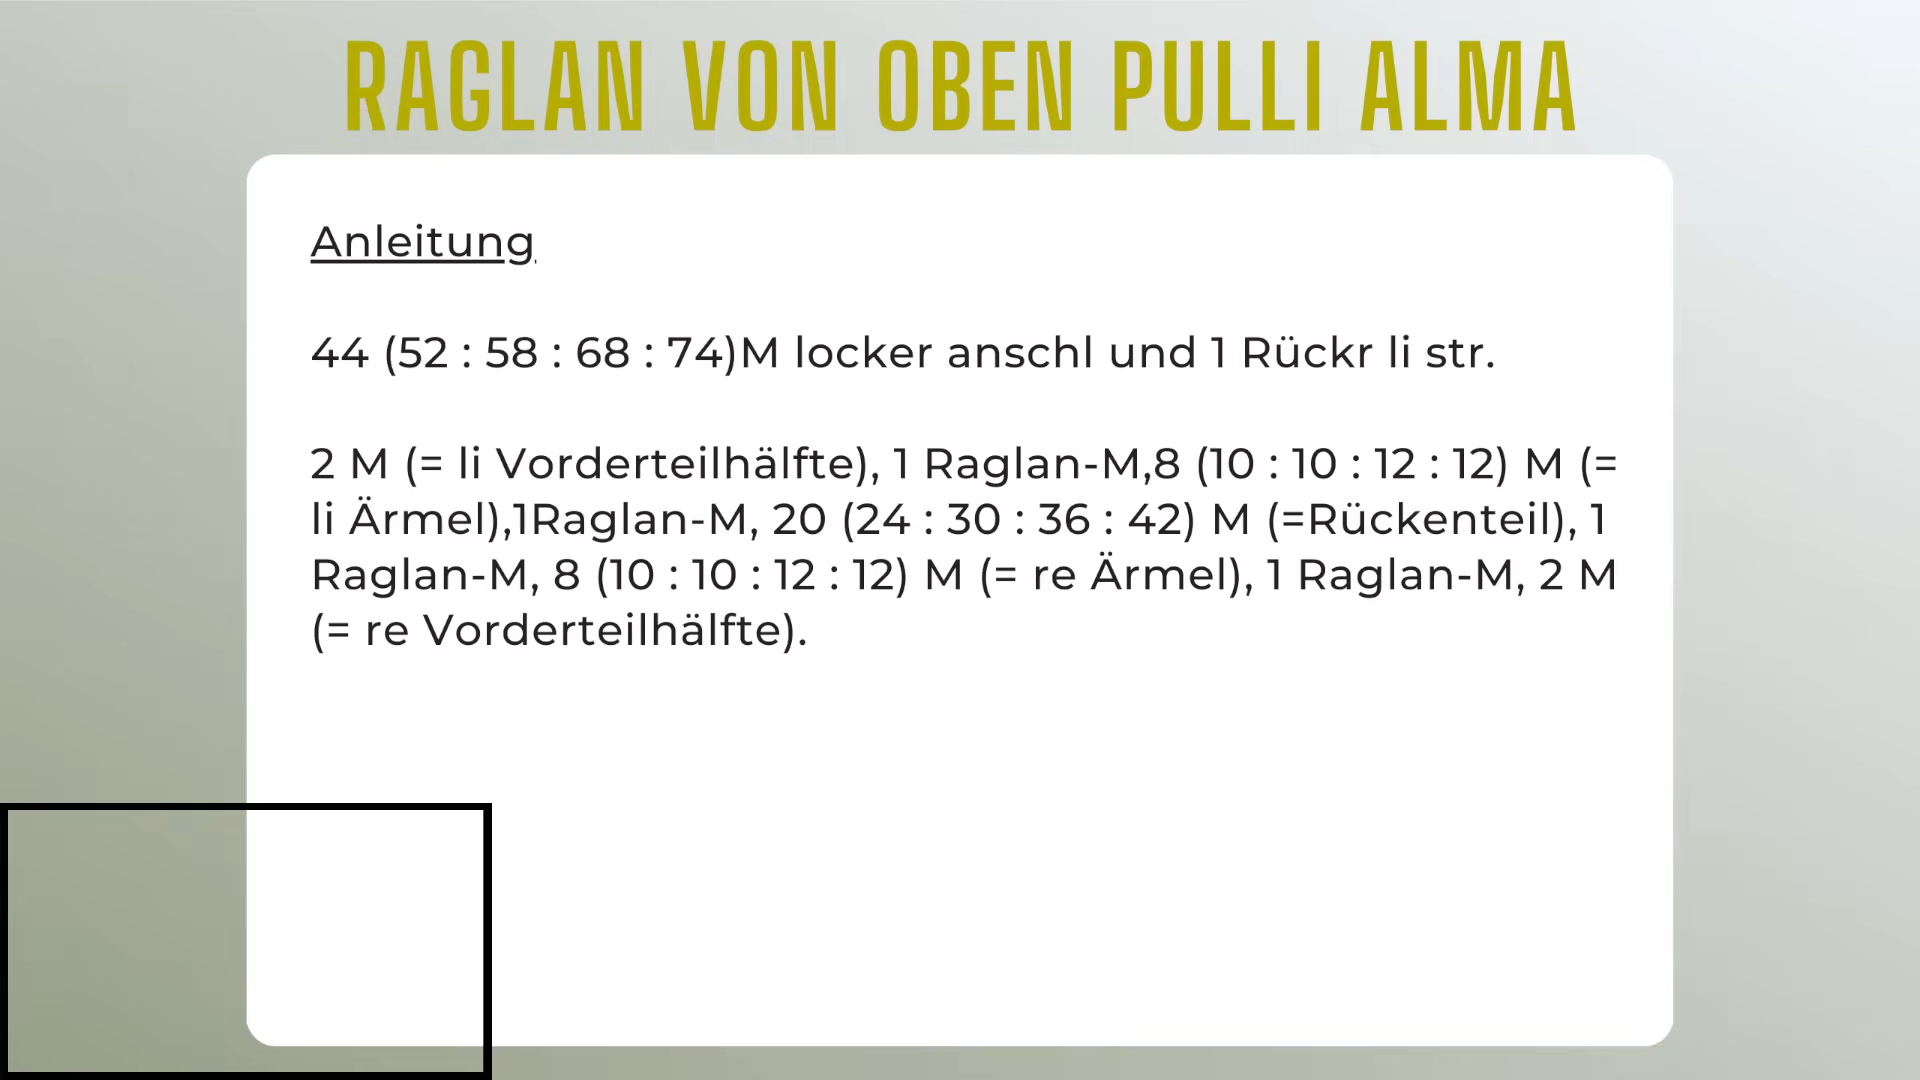 RAGLAN VON OBEN PULLI ALMA
Anleitung
44 (52 : 58 : 68 : 74)M locker anschl und 1 Rückr li str.
2 M (= li Vorderteilhälfte), 1 Raglan-M,8 (10 : 10 : 12 : 12) M (=
li Ärmel),1Raglan-M, 20 (24 : 30 : 36 : 42) M (=Rückenteil), 1
Raglan-M, 8 (10 : 10 : 12 : 12) M (= re Ärmel), 1 Raglan-M, 2 M
(= re Vorderteilhälfte).